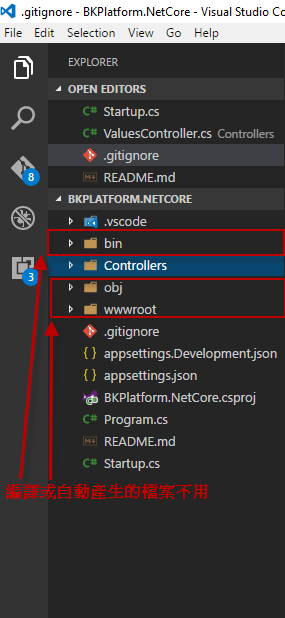 .gitignore - BKPlatform.NetCore - Visual Studio Co
File Edit Selection View Go Help
EXPLORER
OPEN EDITORS
C# Startup.cs
C# ValuesController.cs Controllers
.gitignore
README.md
BKPLATFORM.NETCORE
.vscode
bin
Controllers
obj
wwwroot
.gitignore
{ } appsettings.Development.json
{ } appsettings.json
BKPlatform.NetCore.csproj
C# Program.cs
README.md
C# Startup.cs
8
3
編譯或自動產生的檔案不用